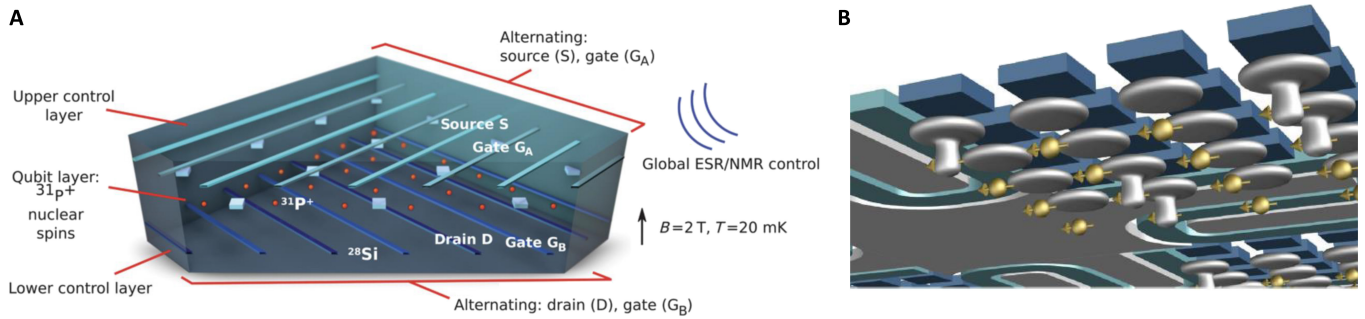 A
Alternating:
source (S), gate (GA)
Upper control
layer
Source S
Gate GA
Global ESR/NMR control
Qubit layer:
31P+
nuclear
spins
31P+
B=2 T, T=20 mK
Drain D
Gate GB
28Si
Lower control layer
Alternating: drain (D), gate (GB)
B